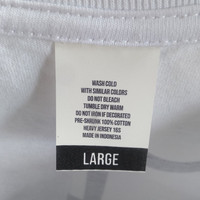 WASH COLD
WITH SIMILAR COLORS
DO NOT BLEACH
TUMBLE DRY WARM
DO NOT IRON IF DECORATED
PRE-SHRUNK 100% COTTON
HEAVY JERSEY 16S
MADE IN INDONESIA
LARGE